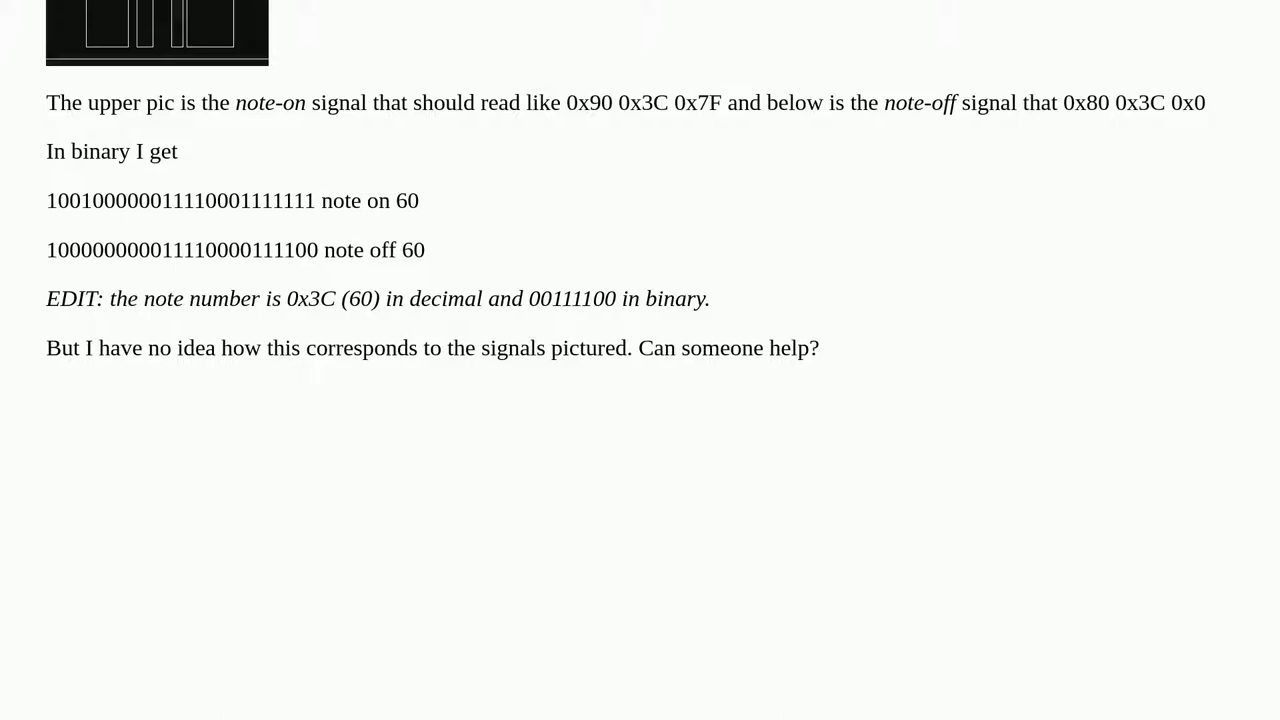 The upper pic is the note-on signal that should read like 0x90 0x3C 0x7F and below is the note-off signal that 0x80 0x3C 0x0
In binary I get
100100000011110001111111 note on 60
100000000011110000111100 note off 60
EDIT: the note number is 0x3C (60) in decimal and 00111100 in binary.
But I have no idea how this corresponds to the signals pictured. Can someone help?